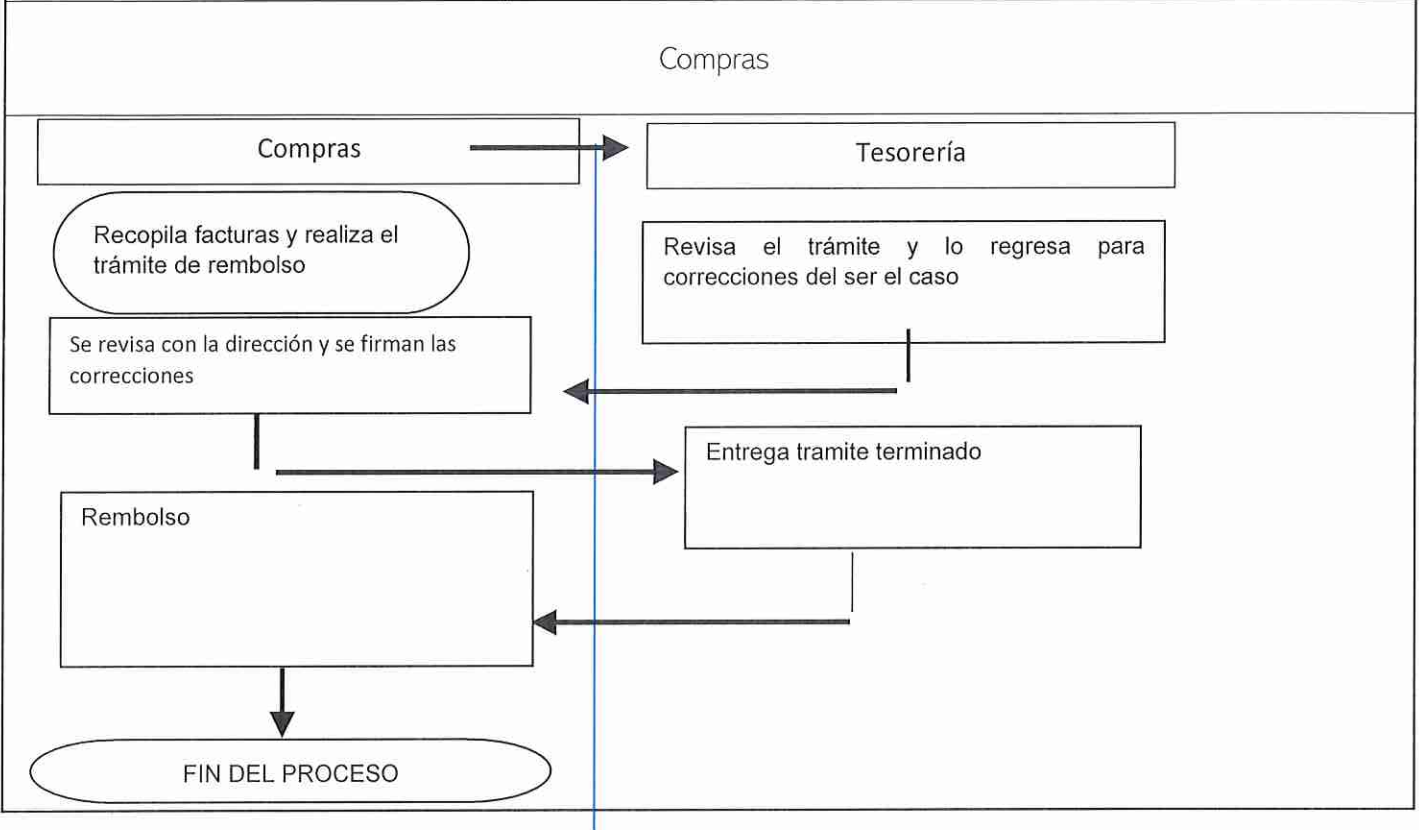 Compras
Compras
Tesorería
Recopila facturas y realiza el
trámite de rembolso
Revisa el trámite y lo regresa para
correcciones del ser el caso
Se revisa con la dirección y se firman las
correcciones
Entrega tramite terminado
Rembolso
FIN DEL PROCESO